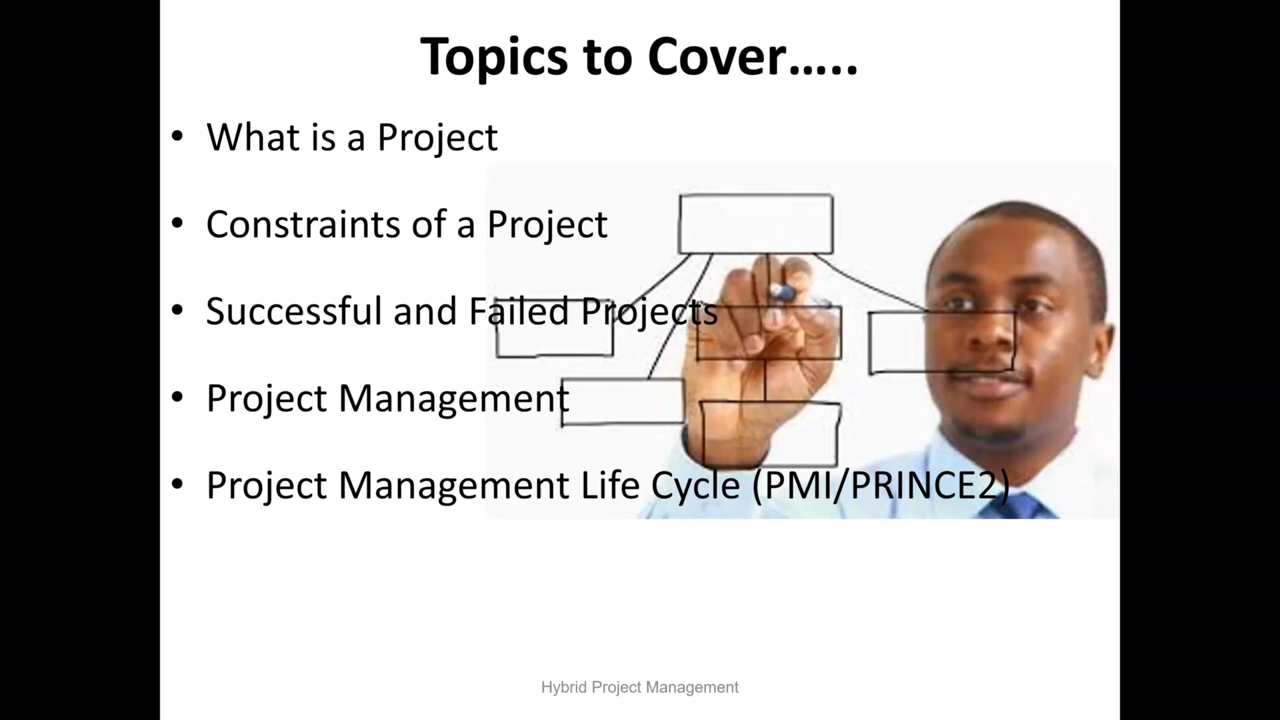 Topics to Cover.....
• What is a Project
• Constraints of a Project
• Successful and Failed Projects
• Project Management
• Project Management Life Cycle (PMI/PRINCE2)
Hybrid Project Management